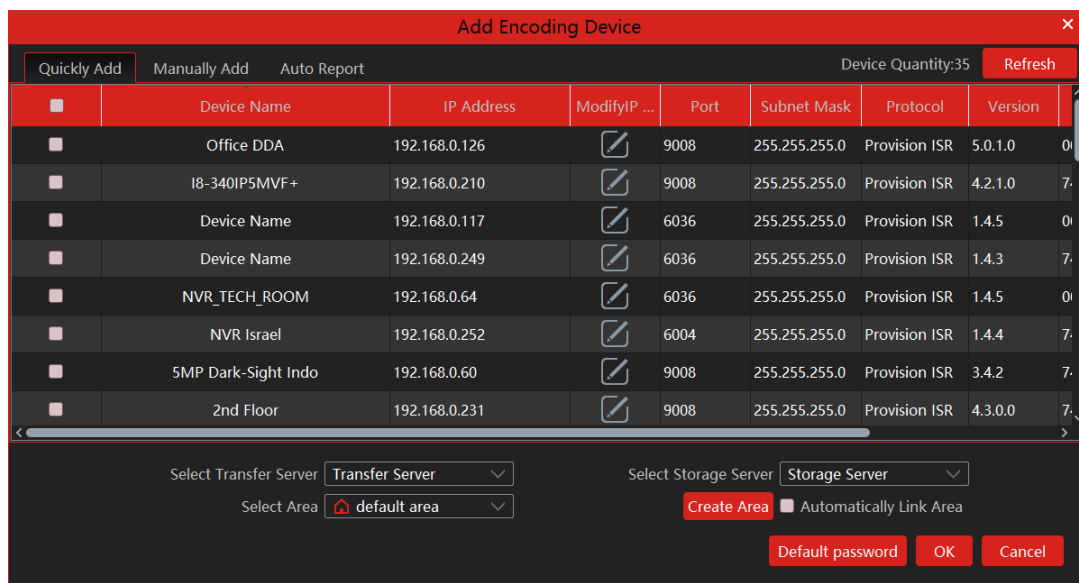 Add Encoding Device
Quickly Add Manually Add Auto Report Device Quantity:35 Refresh
Device Name IP Address ModifyIP ... Port Subnet Mask Protocol Version
Office DDA 192.168.0.126 9008 255.255.255.0 Provision ISR 5.0.1.0
I8-340IP5MVF+ 192.168.0.210 9008 255.255.255.0 Provision ISR 4.2.1.0
Device Name 192.168.0.117 6036 255.255.255.0 Provision ISR 1.4.5
Device Name 192.168.0.249 6036 255.255.255.0 Provision ISR 1.4.3
NVR_TECH_ROOM 192.168.0.64 6036 255.255.255.0 Provision ISR 1.4.5
NVR Israel 192.168.0.252 6004 255.255.255.0 Provision ISR 1.4.4
5MP Dark-Sight Indo 192.168.0.60 9008 255.255.255.0 Provision ISR 3.4.2
2nd Floor 192.168.0.231 9008 255.255.255.0 Provision ISR 4.3.0.0
Select Transfer Server Transfer Server Select Storage Server Storage Server
Select Area default area Create Area Automatically Link Area
Default password OK Cancel